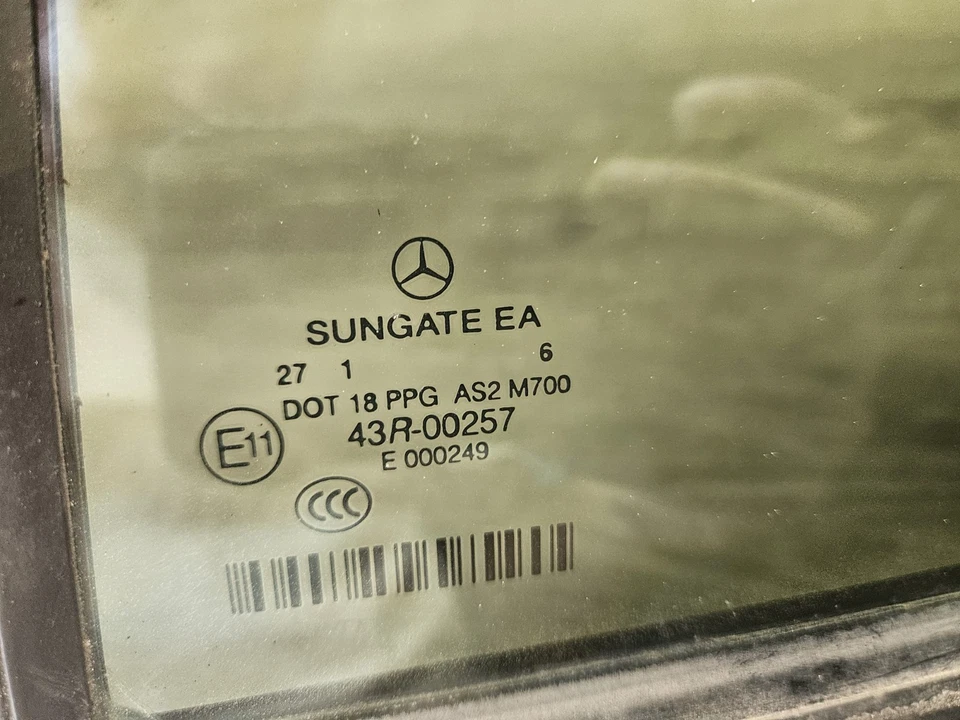 SUNGATE EA
27 1 6
DOT 18 PPG AS2 M700
43R-00257
E11
E 000249
CCC